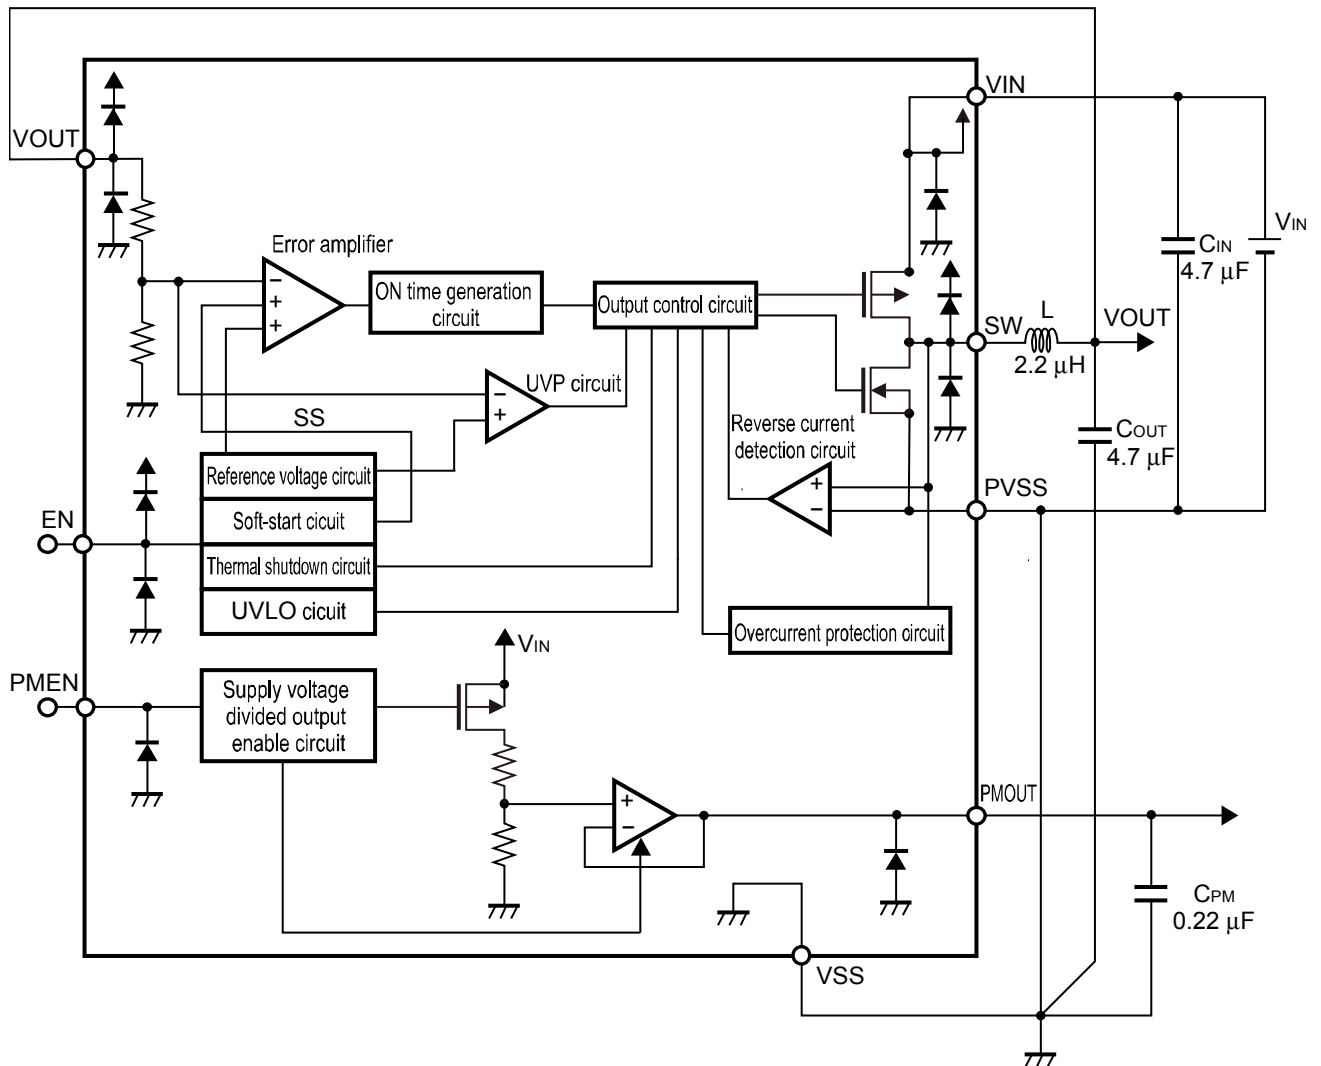 VIN
VOUT
Error amplifier
−
+
+
ON time generation
circuit
Output control circuit
CIN
4.7 μF
VIN
SW
L
2.2 μH
VOUT
UVP circuit
−
+
SS
Reverse current
detection circuit
+
−
COUT
4.7 μF
Reference voltage circuit
Soft-start cicuit
Thermal shutdown circuit
UVLO cicuit
EN
PVSS
Overcurrent protection circuit
PMEN
Supply voltage
divided output
enable circuit
VIN
+
−
PMOUT
CPM
0.22 μF
VSS